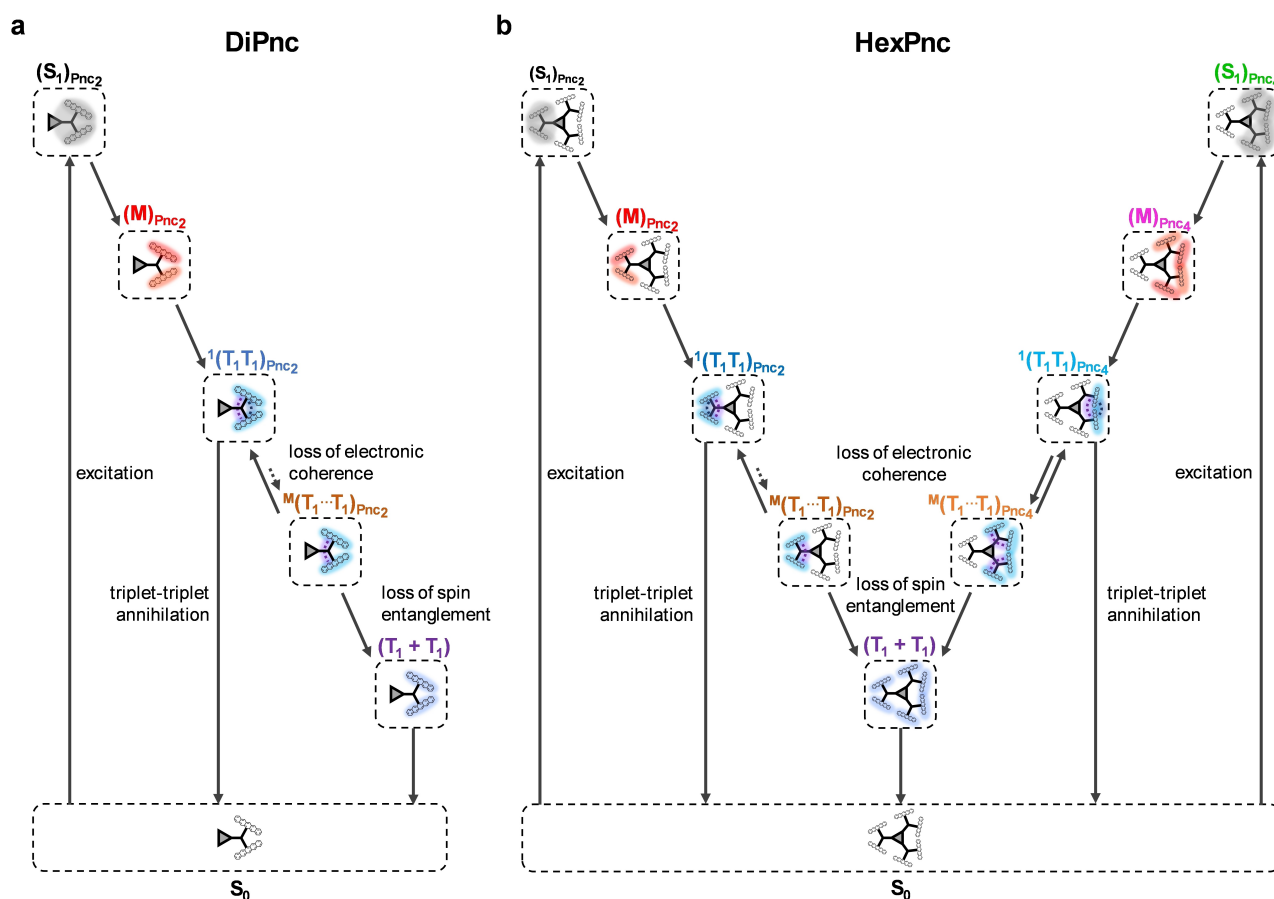 a
DiPnc
b
HexPnc
(S₁)Pnc₂
(M)Pnc₂
¹(T₁T₁)Pnc₂
loss of electronic
coherence
excitation
ᴹ(T₁···T₁)Pnc₂
triplet-triplet
annihilation
loss of spin
entanglement
(T₁ + T₁)
S₀
(S₁)Pnc₂
(S₁)Pnc
(M)Pnc₂
(M)Pnc₄
¹(T₁T₁)Pnc₂
¹(T₁T₁)Pnc₄
loss of electronic
coherence
excitation
excitation
ᴹ(T₁···T₁)Pnc₂
ᴹ(T₁···T₁)Pnc₄
triplet-triplet
annihilation
loss of spin
entanglement
triplet-triplet
annihilation
(T₁ + T₁)
S₀